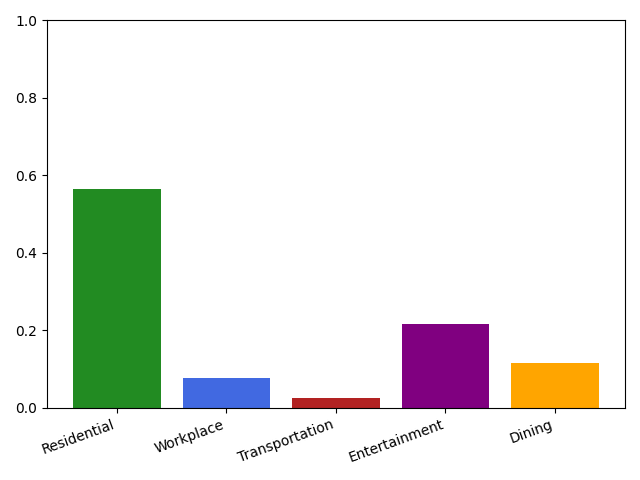 1.0
0.8
0.6
0.4
0.2
0.0
Residential
Workplace
Transportation
Entertainment
Dining